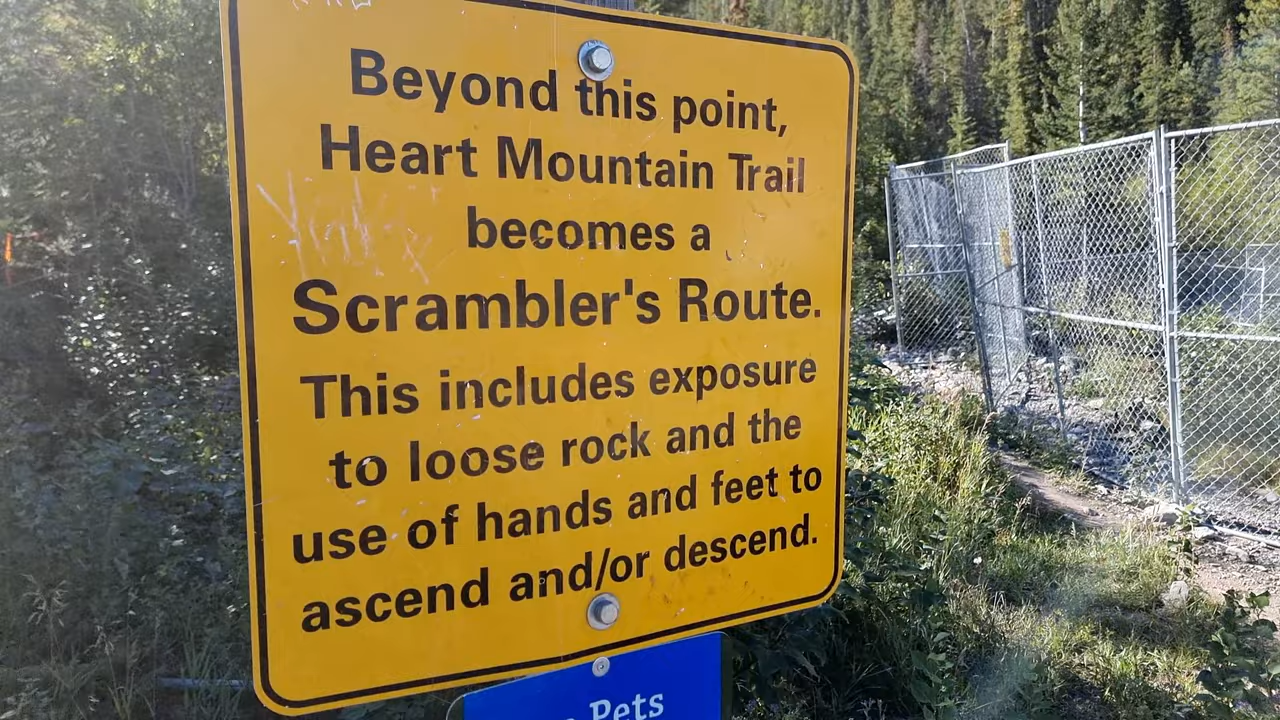 Beyond this point,
Heart Mountain Trail
becomes a
Scrambler's Route.
This includes exposure
to loose rock and the
use of hands and feet to
ascend and/or descend.
Pets